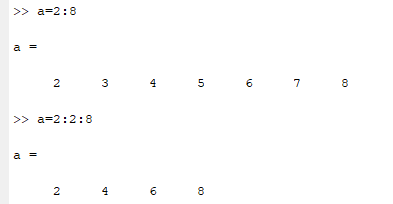 >> a=2:8
a =
2 3 4 5 6 7 8
>> a=2:2:8
a =
2 4 6 8